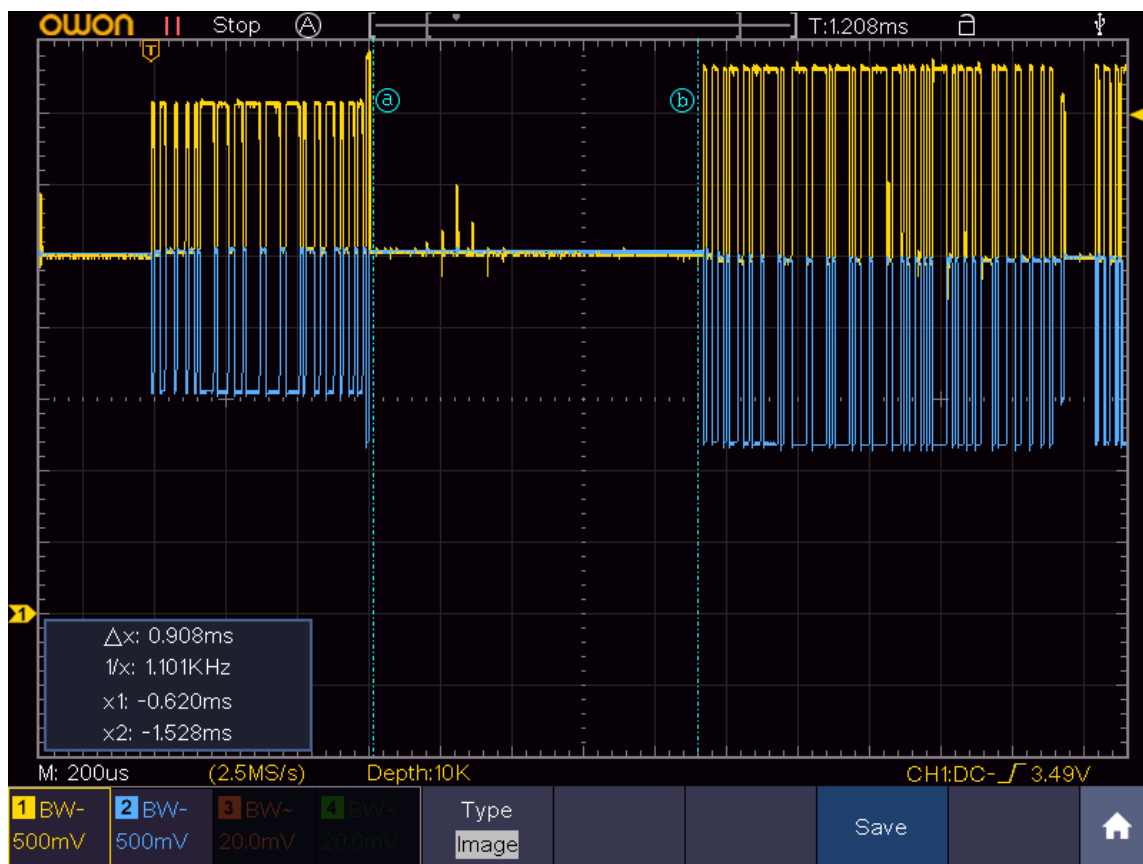 OWON || Stop Ⓐ T:1.208ms
T
ⓐ ⓑ
1
△x: 0.908ms
1/x: 1.101KHz
x1: -0.620ms
x2: -1.528ms
M: 200us (2.5MS/s) Depth:10K CH1:DC- 3.49V
1 BW- 2 BW- 3 BW~ 4 BW~
500mV 500mV 20.0mV 20.0mV
Type
Image
Save